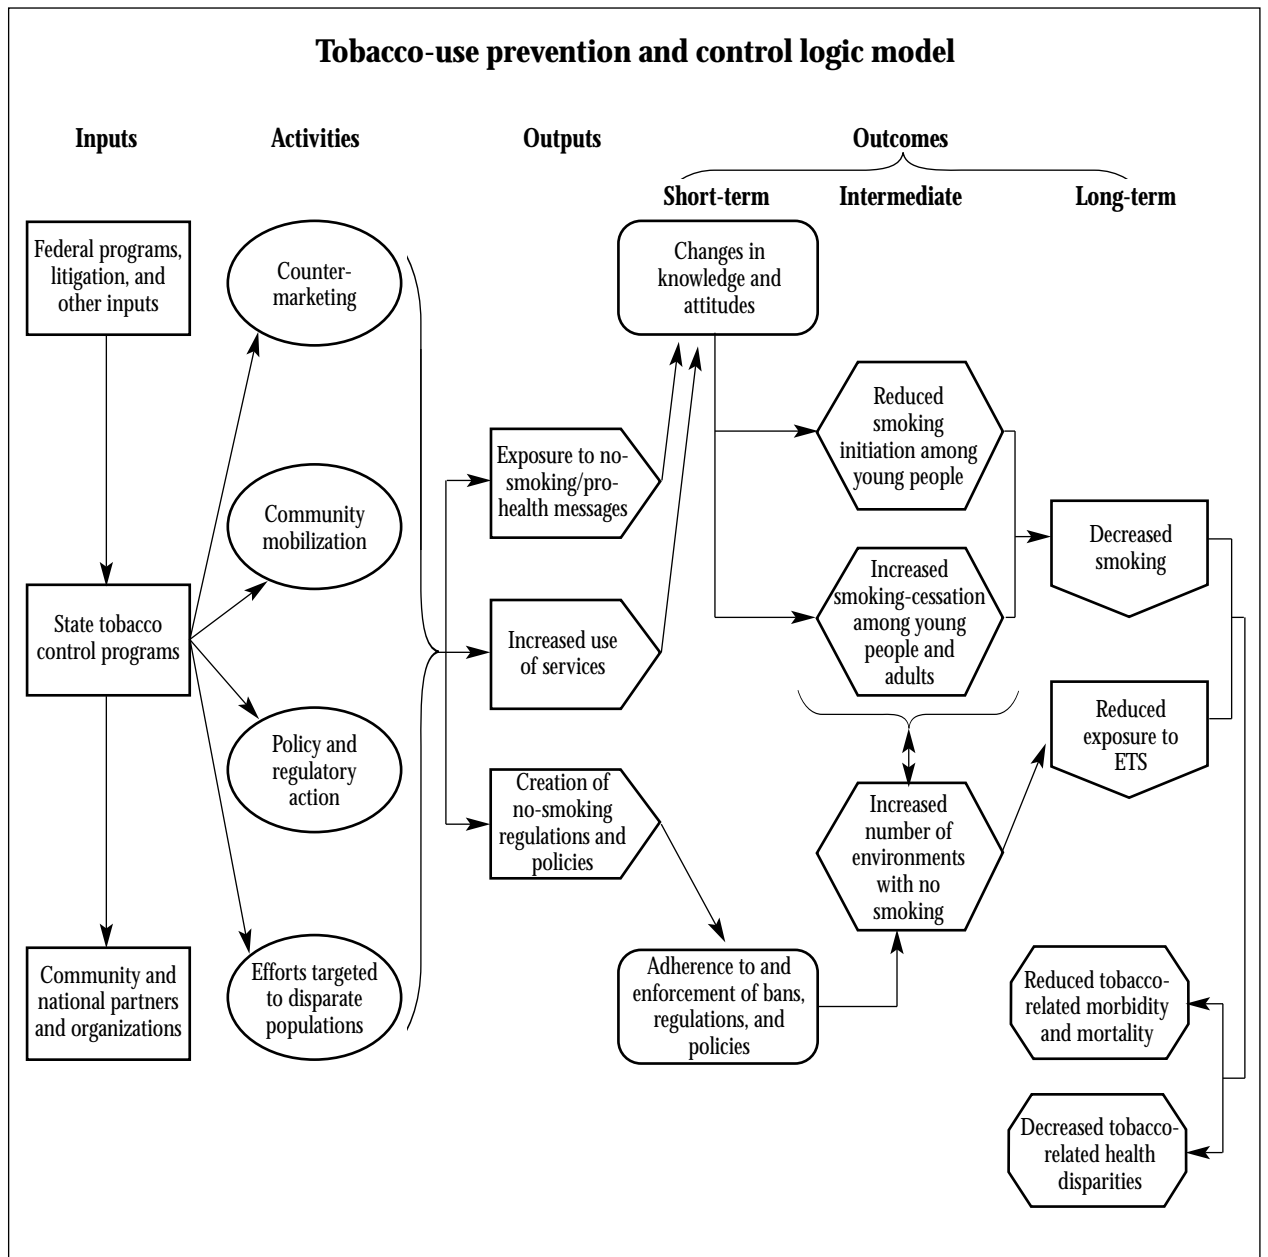 Tobacco-use prevention and control logic model
Inputs
Activities
Outputs
Outcomes
Short-term
Intermediate
Long-term
Federal programs,
litigation, and
other inputs
State tobacco
control programs
Community and
national partners
and organizations
Counter-
marketing
Community
mobilization
Policy and
regulatory
action
Efforts targeted
to disparate
populations
Exposure to no-
smoking/pro-
health messages
Increased use
of services
Creation of
no-smoking
regulations and
policies
Changes in
knowledge and
attitudes
Adherence to and
enforcement of bans,
regulations, and
policies
Reduced
smoking
initiation among
young people
Increased
smoking-cessation
among young
people and
adults
Increased
number of
environments
with no
smoking
Decreased
smoking
Reduced
exposure to
ETS
Reduced tobacco-
related morbidity
and mortality
Decreased tobacco-
related health
disparities